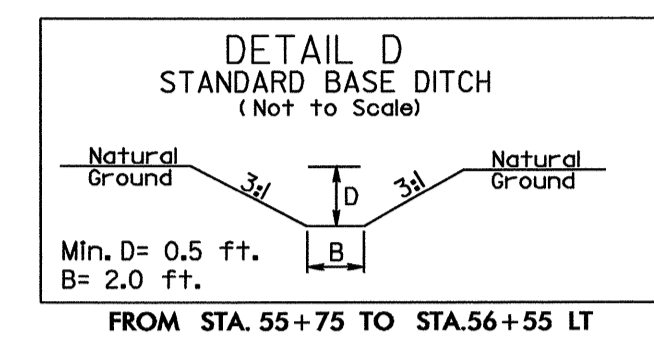 DETAIL D
STANDARD BASE DITCH
(Not to Scale)
Natural
Ground
3:1
D
3:1
Natural
Ground
B
Min. D= 0.5 ft.
B= 2.0 ft.
FROM STA. 55+75 TO STA.56+55 LT